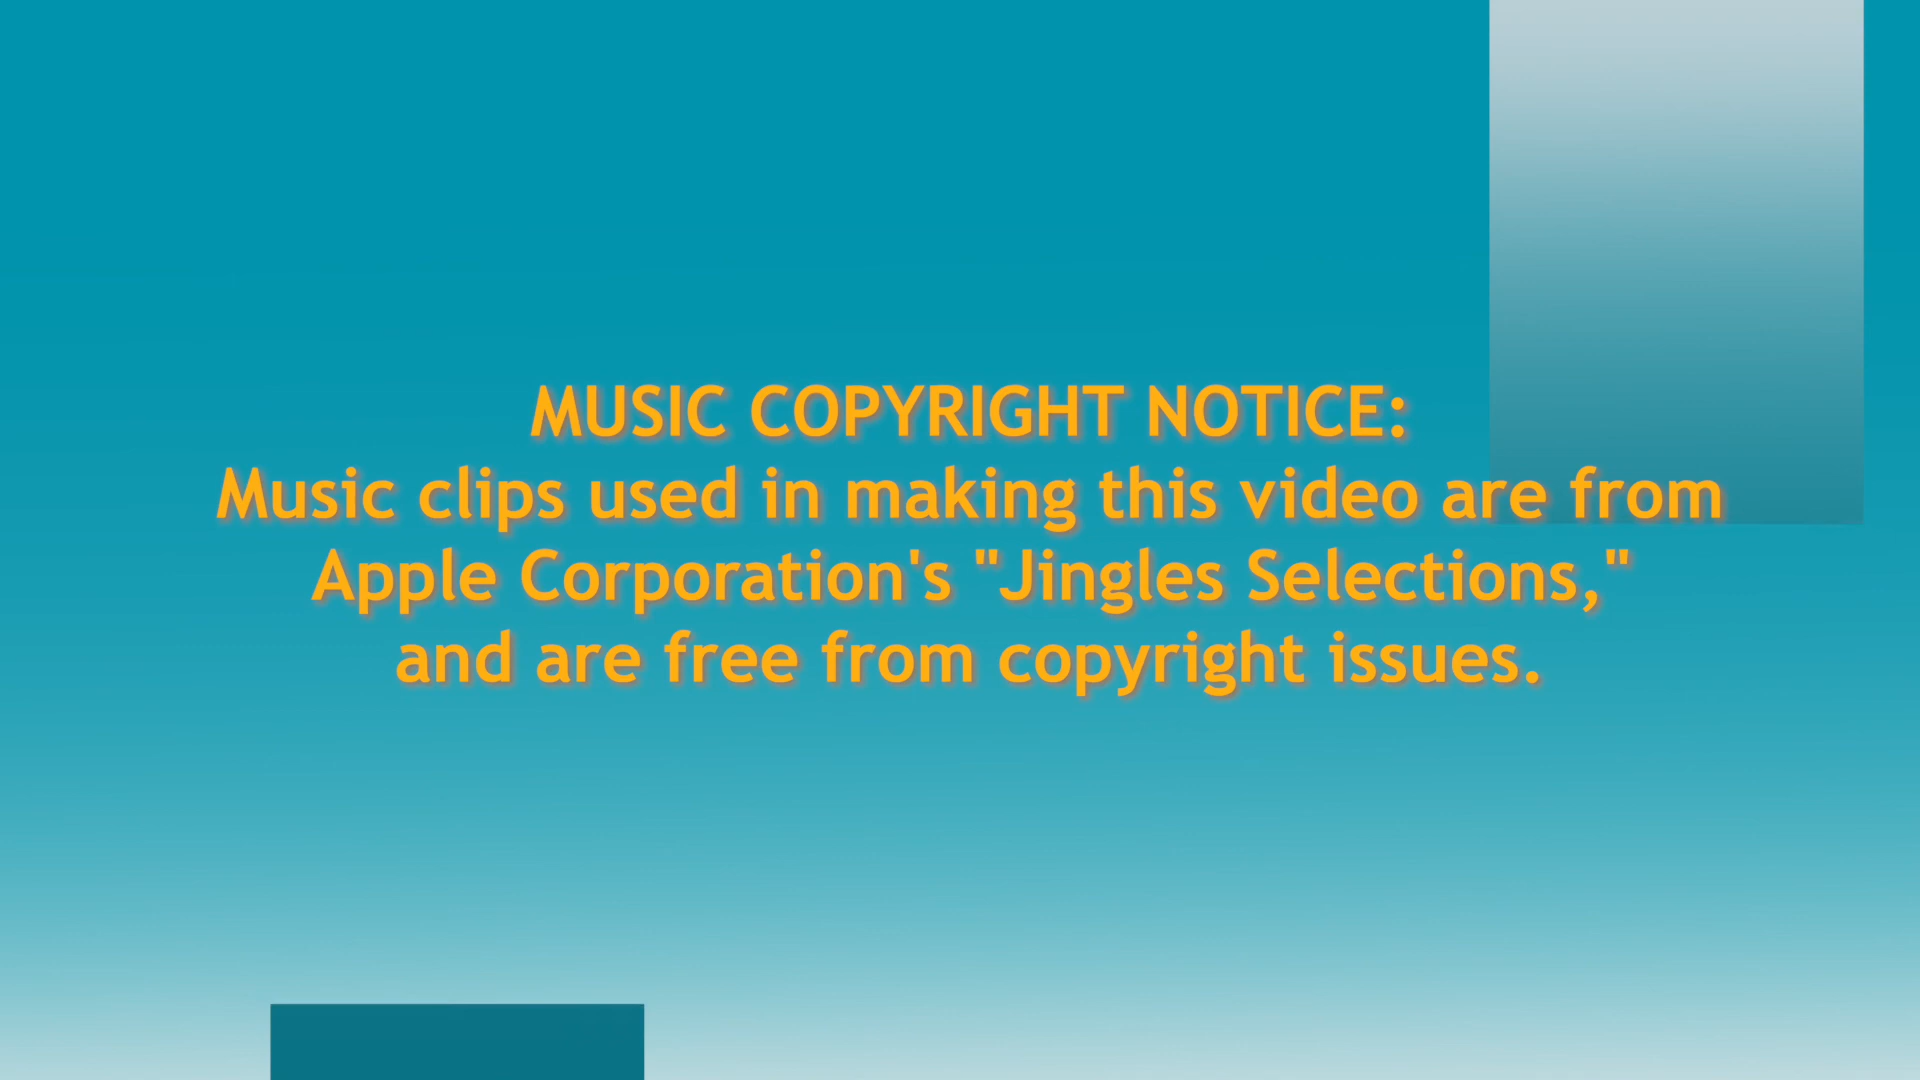 MUSIC COPYRIGHT NOTICE:
Music clips used in making this video are from
Apple Corporation's "Jingles Selections,"
and are free from copyright issues.